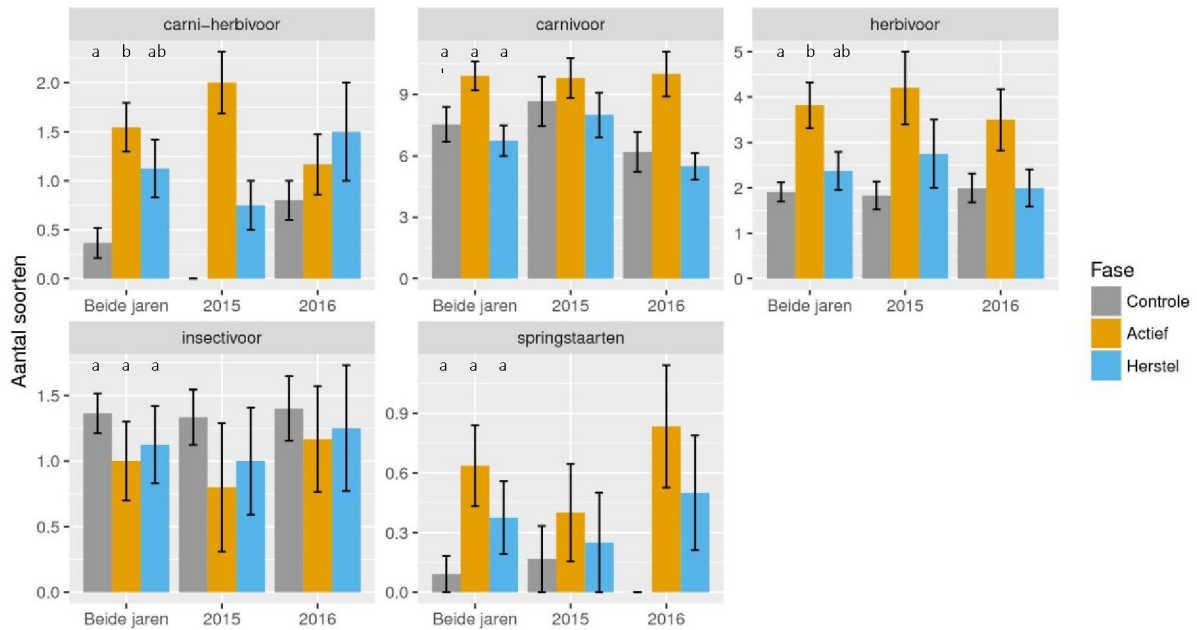 carni-herbivoor
a b ab
2.0
1.5
1.0
0.5
0.0
Beide jaren 2015 2016
carnivoor
a a a
9
6
3
0
Beide jaren 2015 2016
herbivoor
a b ab
5
4
3
2
1
0
Beide jaren 2015 2016
Aantal soorten
insectivoor
a a a
1.5
1.0
0.5
0.0
Beide jaren 2015 2016
springstaarten
a a a
0.9
0.6
0.3
0.0
Beide jaren 2015 2016
Fase
Controle
Actief
Herstel